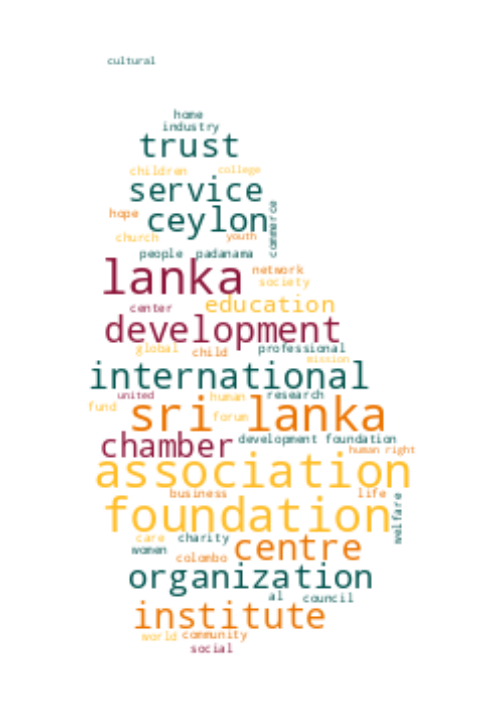 cultural
home
industry
trust
children college
service
hope ceylon commerce
church youth
people padanama
lanka network
society
center education
development
global child professional
mission
international
united human research
fund sri lanka
forum
chamber development foundation
human right
association
business life
foundation welfare
care charity
women colombo centre
organization
al council
institute
world community
social